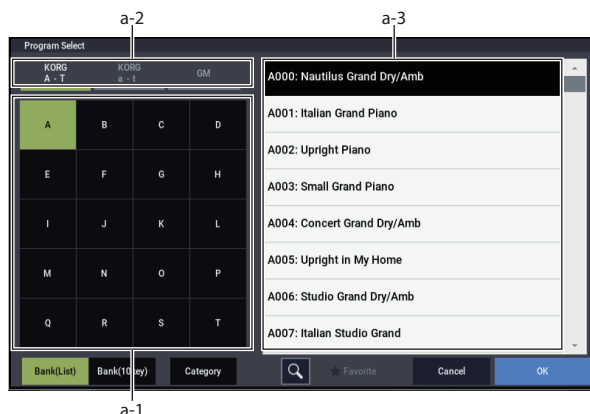 a-2
a-3
Program Select
KORG
A - T
KORG
a - t
GM
A000: Nautilus Grand Dry/Amb
A001: Italian Grand Piano
A002: Upright Piano
A003: Small Grand Piano
A004: Concert Grand Dry/Amb
A005: Upright in My Home
A006: Studio Grand Dry/Amb
A007: Italian Studio Grand
A B C D
E F G H
I J K L
M N O P
Q R S T
Bank(List) Bank(10key) Category Favorite Cancel OK
a-1